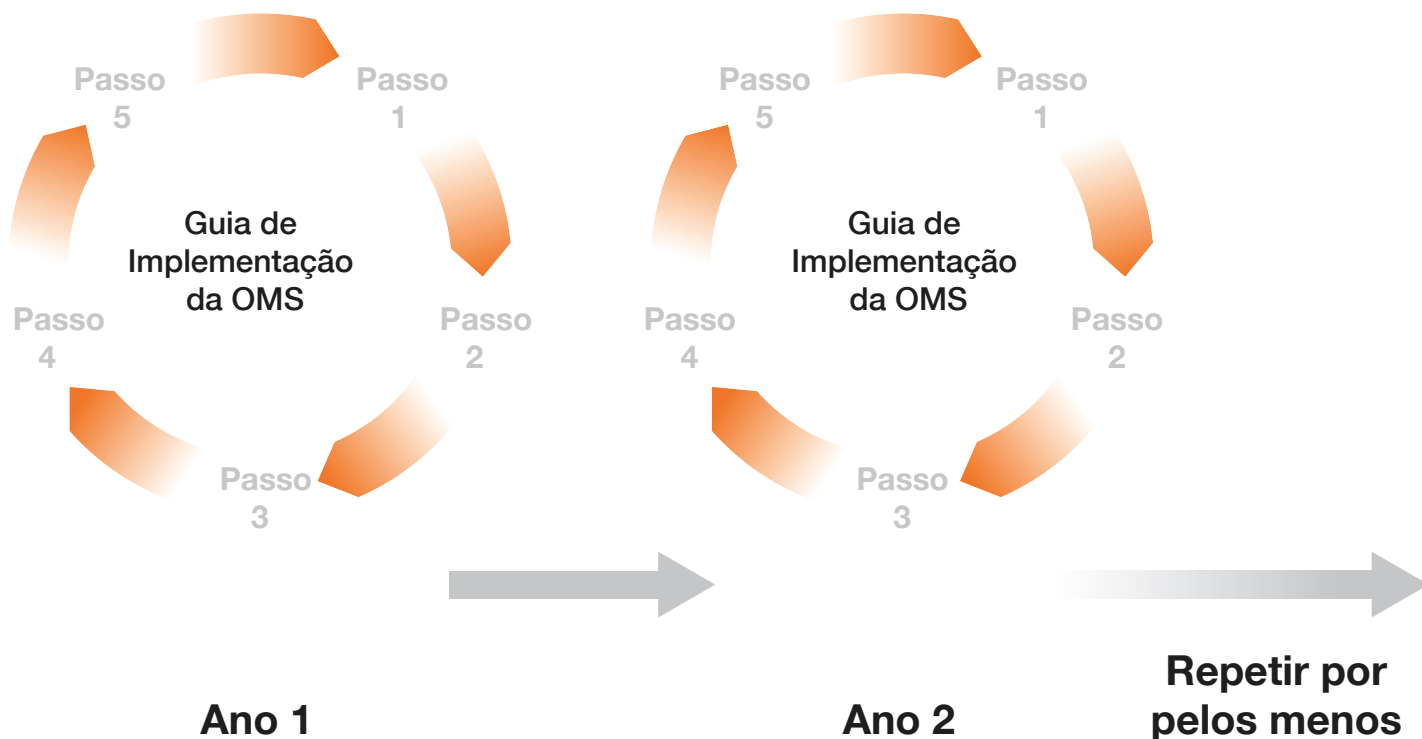 Passo
5
Passo
1
Guia de
Implementação
da OMS
Passo
4
Passo
2
Passo
3
Passo
5
Passo
1
Guia de
Implementação
da OMS
Passo
4
Passo
2
Passo
3
Ano 1
Ano 2
Repetir por
pelos menos